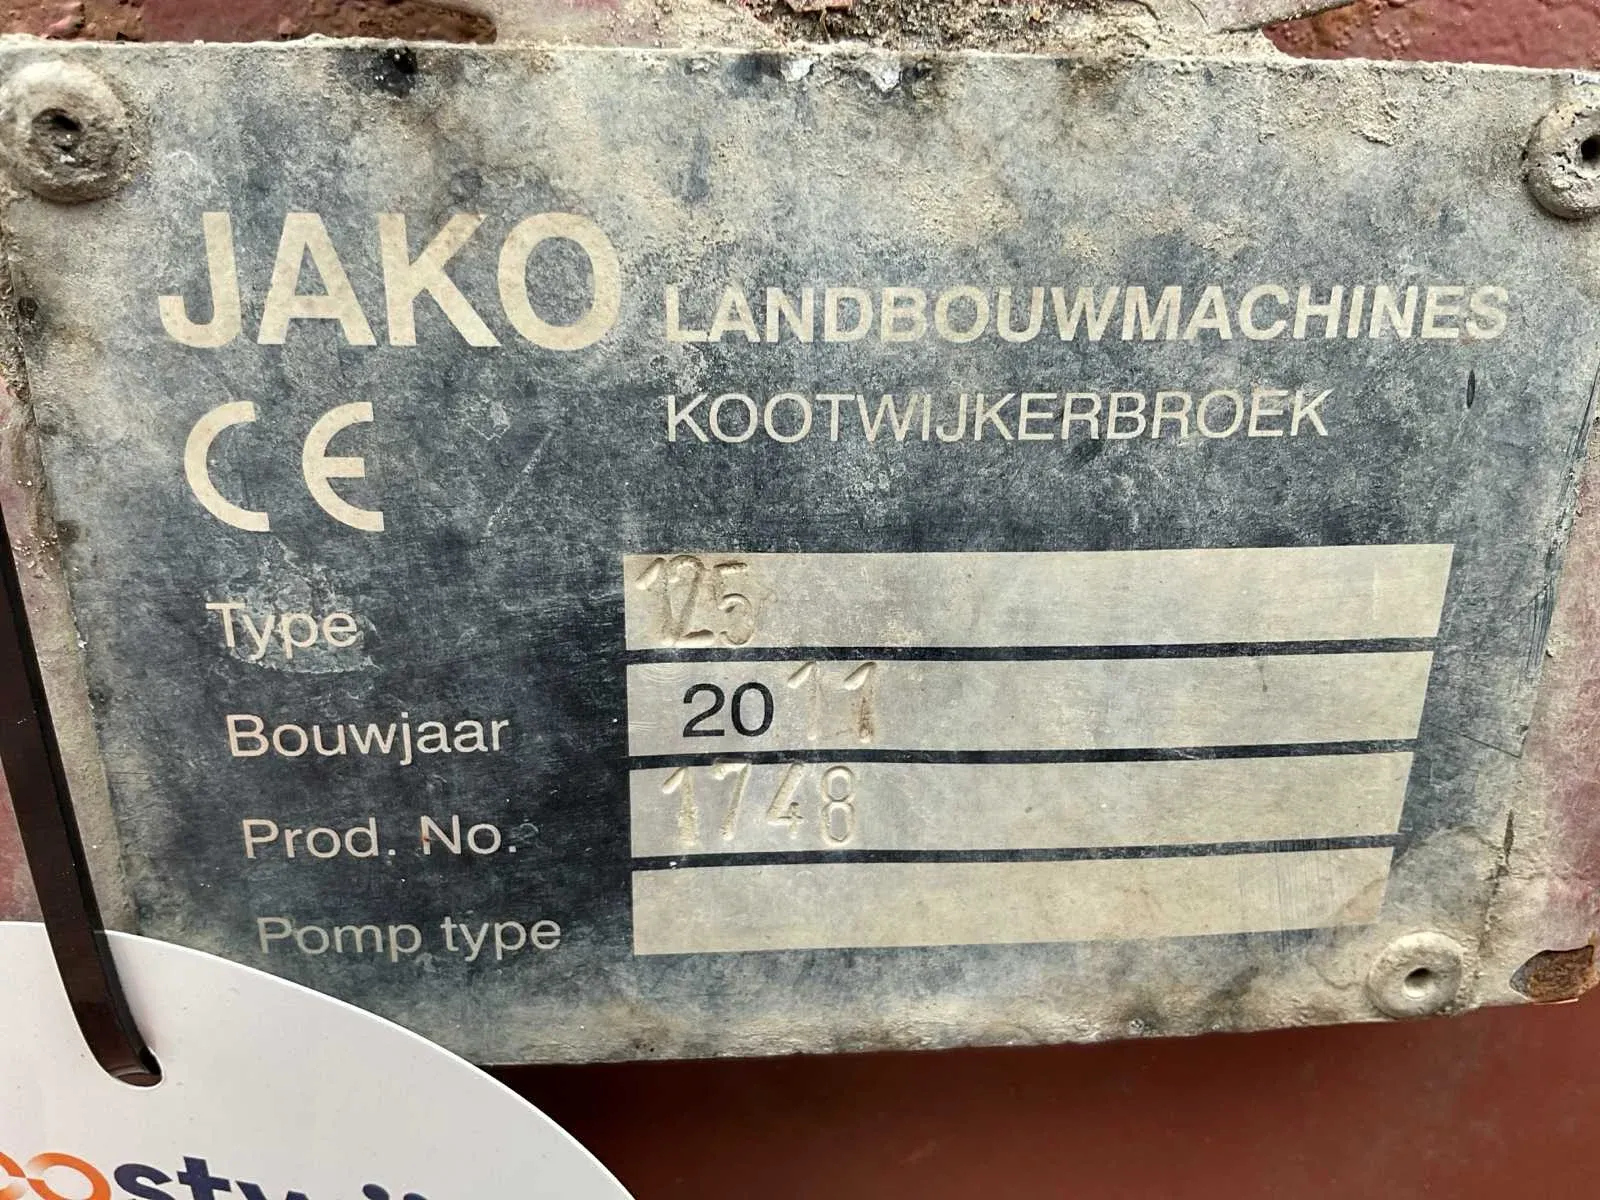 JAKO LANDBOUWMACHINES
KOOTWIJKERBROEK
CE
Type 125
Bouwjaar 2011
Prod. No. 1748
Pomp type